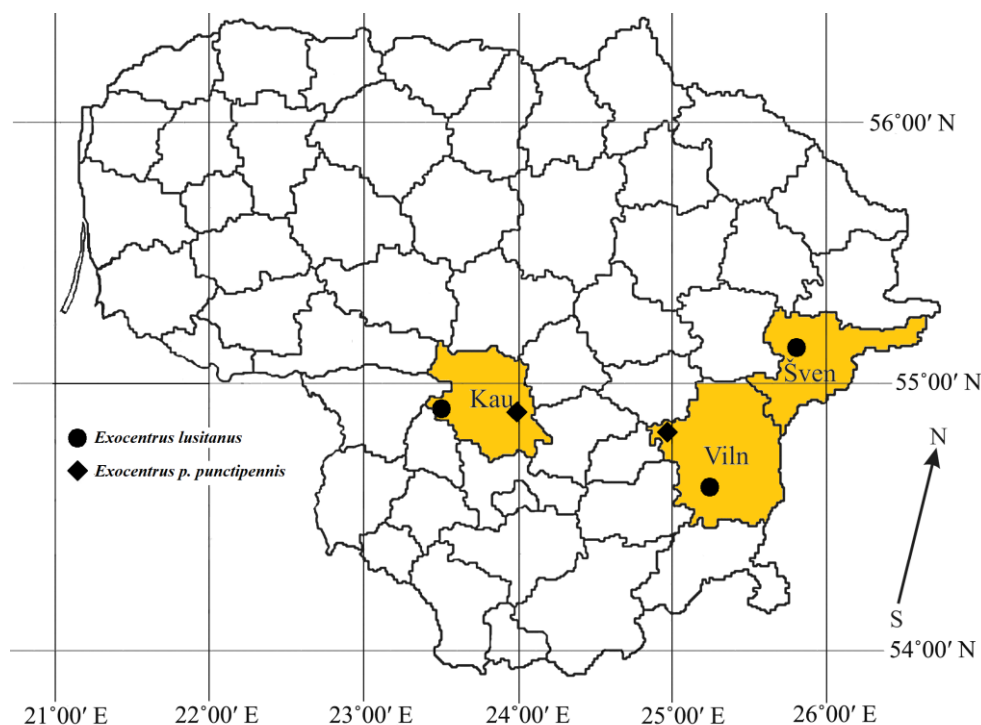 56°00′ N
Šven
55°00′ N
Kau
Exocentrus lusitanus
N
Exocentrus p. punctipennis
Viln
S
54°00′ N
21°00′ E 22°00′ E 23°00′ E 24°00′ E 25°00′ E 26°00′ E